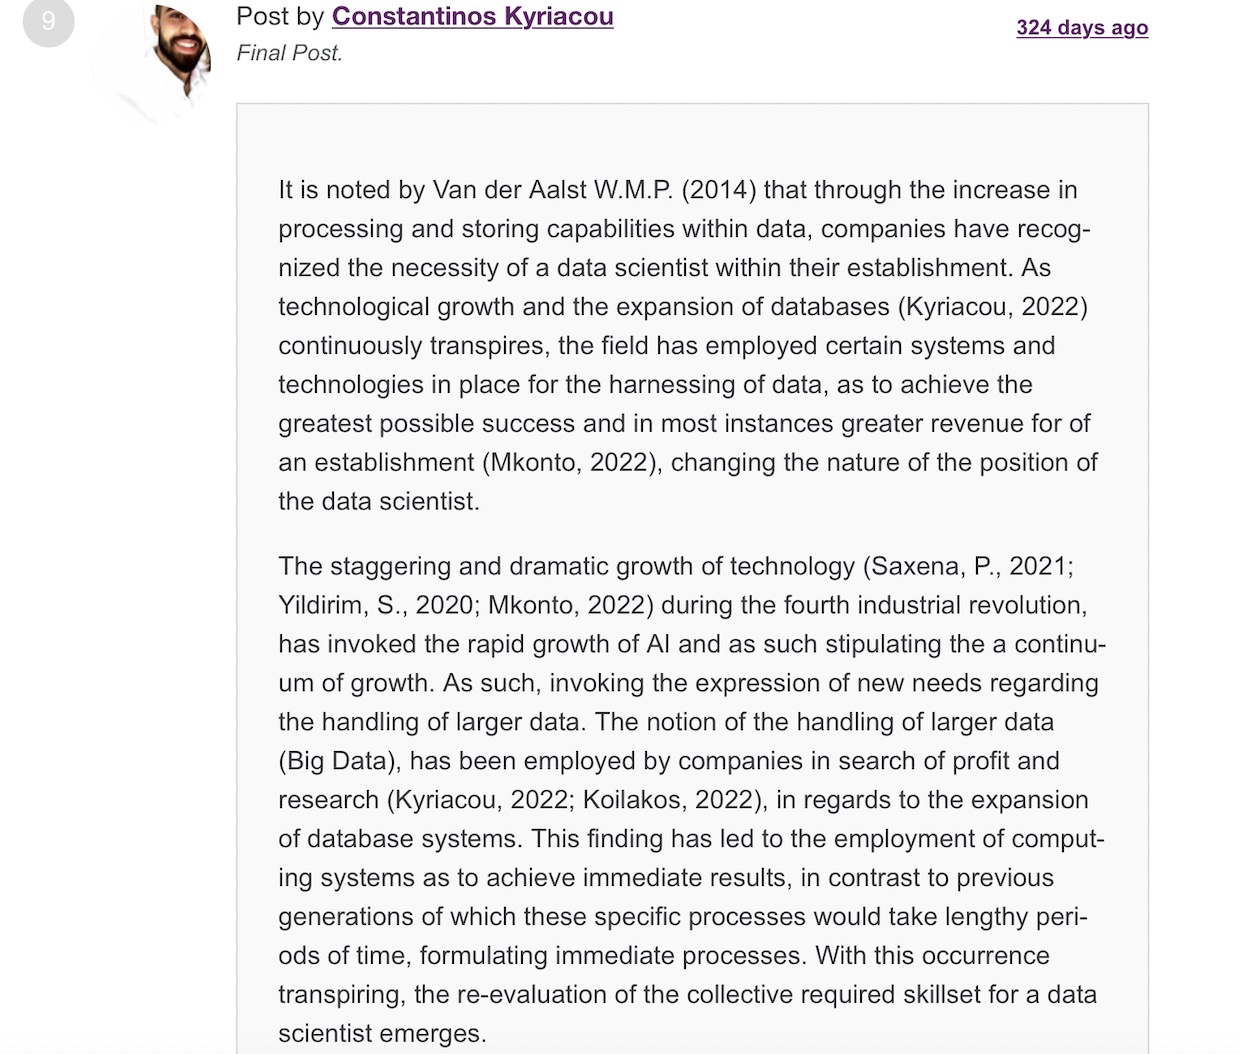 9
Post by Constantinos Kyriacou
324 days ago
Final Post.
It is noted by Van der Aalst W.M.P. (2014) that through the increase in
processing and storing capabilities within data, companies have recog-
nized the necessity of a data scientist within their establishment. As
technological growth and the expansion of databases (Kyriacou, 2022)
continuously transpires, the field has employed certain systems and
technologies in place for the harnessing of data, as to achieve the
greatest possible success and in most instances greater revenue for of
an establishment (Mkonto, 2022), changing the nature of the position of
the data scientist.
The staggering and dramatic growth of technology (Saxena, P., 2021;
Yildirim, S., 2020; Mkonto, 2022) during the fourth industrial revolution,
has invoked the rapid growth of AI and as such stipulating the a continu-
um of growth. As such, invoking the expression of new needs regarding
the handling of larger data. The notion of the handling of larger data
(Big Data), has been employed by companies in search of profit and
research (Kyriacou, 2022; Koilakos, 2022), in regards to the expansion
of database systems. This finding has led to the employment of comput-
ing systems as to achieve immediate results, in contrast to previous
generations of which these specific processes would take lengthy peri-
ods of time, formulating immediate processes. With this occurrence
transpiring, the re-evaluation of the collective required skillset for a data
scientist emerges.